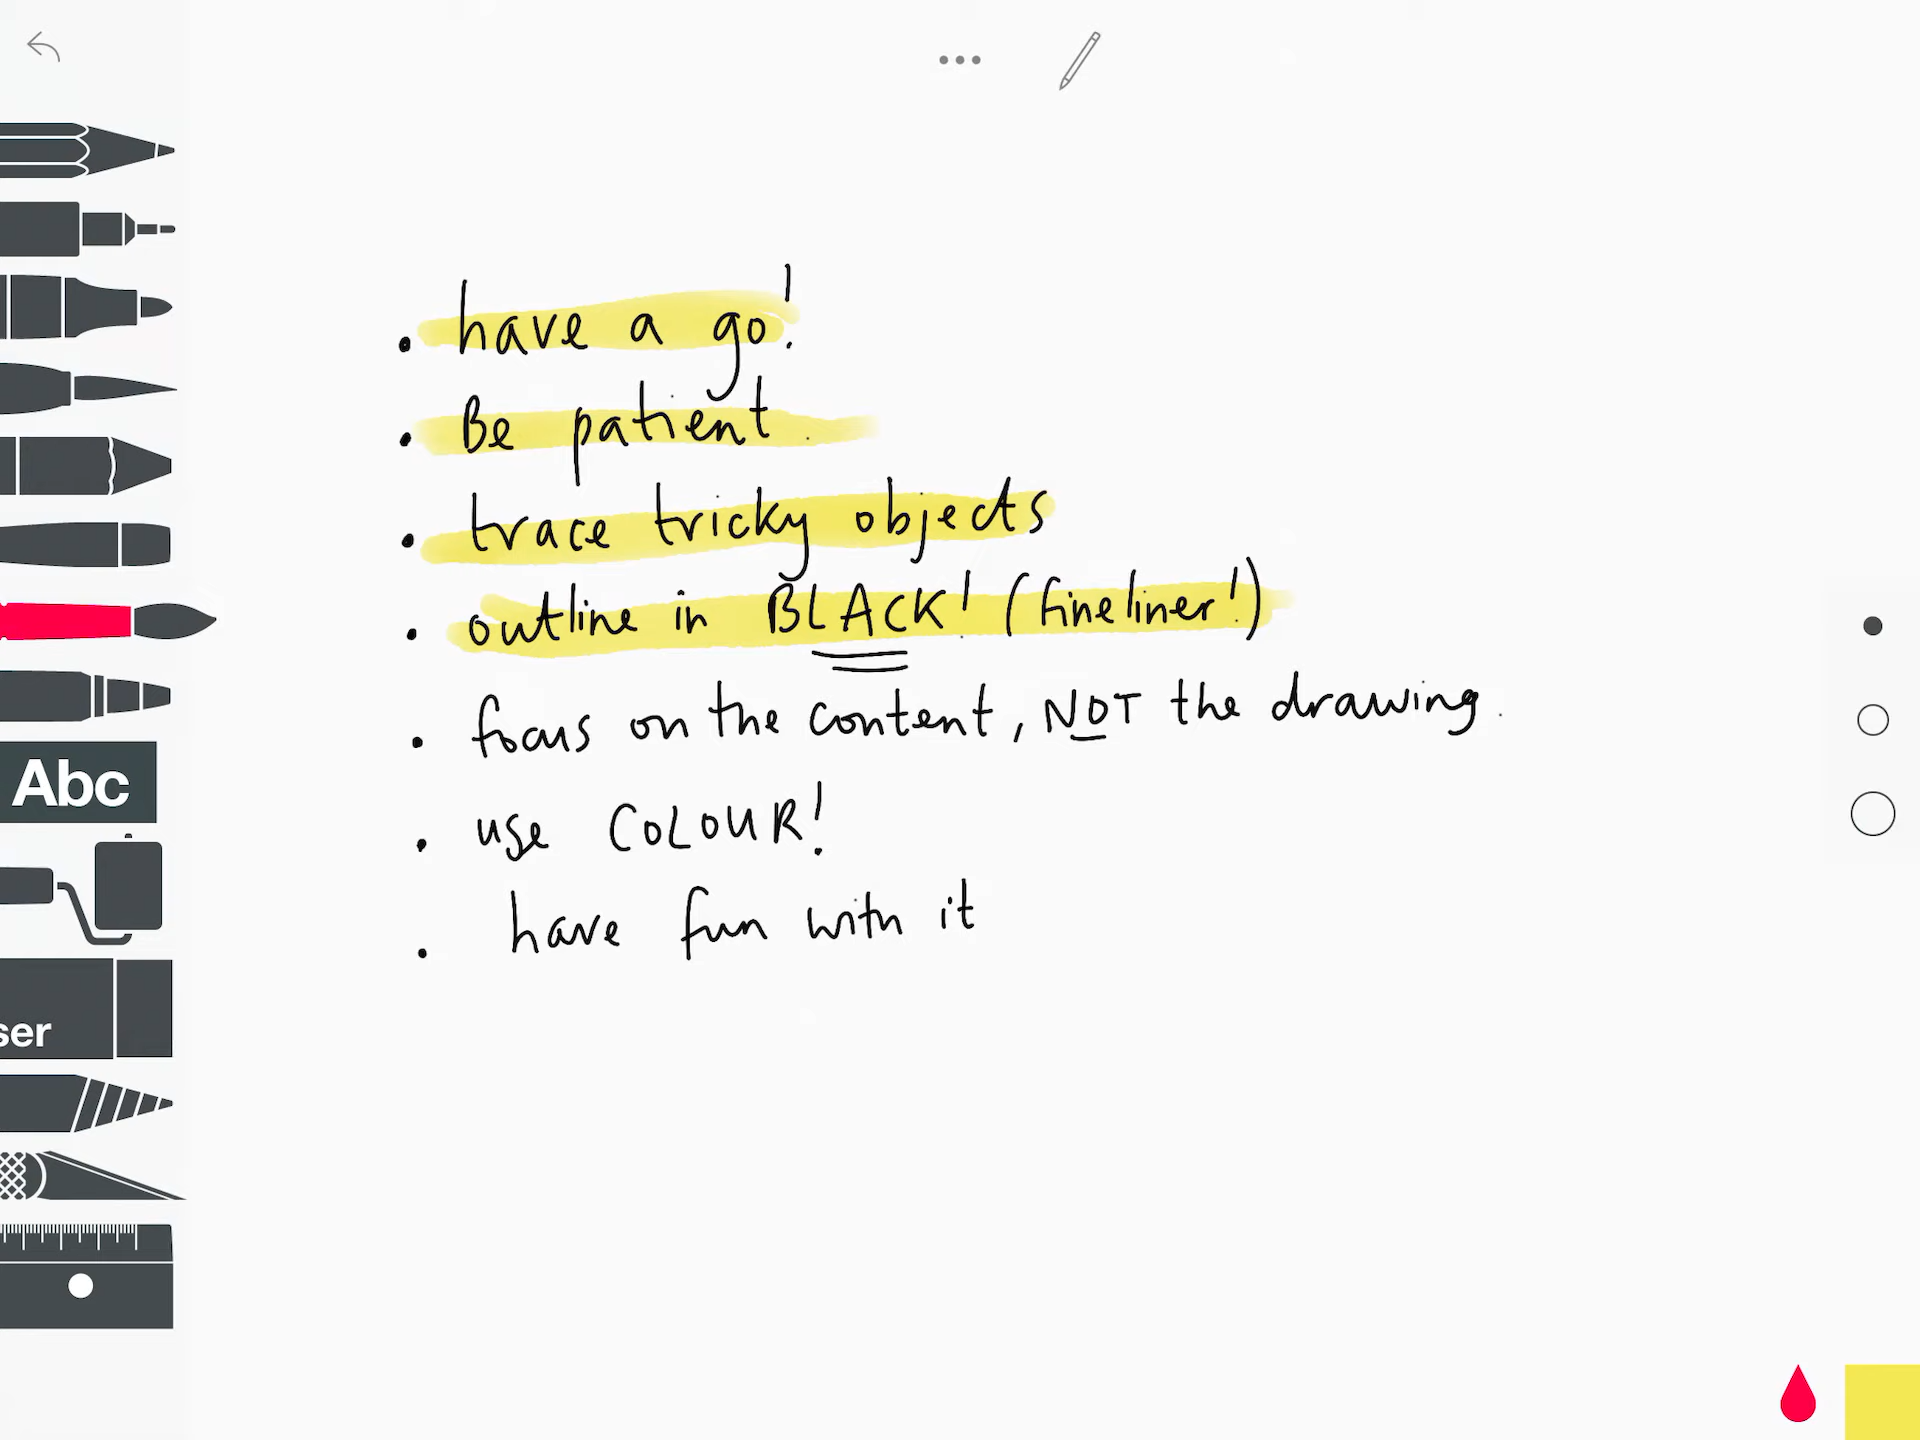 • have a go!
• Be patient.
• trace tricky objects
• outline in BLACK! (fineliner!)
• focus on the content, NOT the drawing.
Abc
• use COLOUR!
• have fun with it
ser